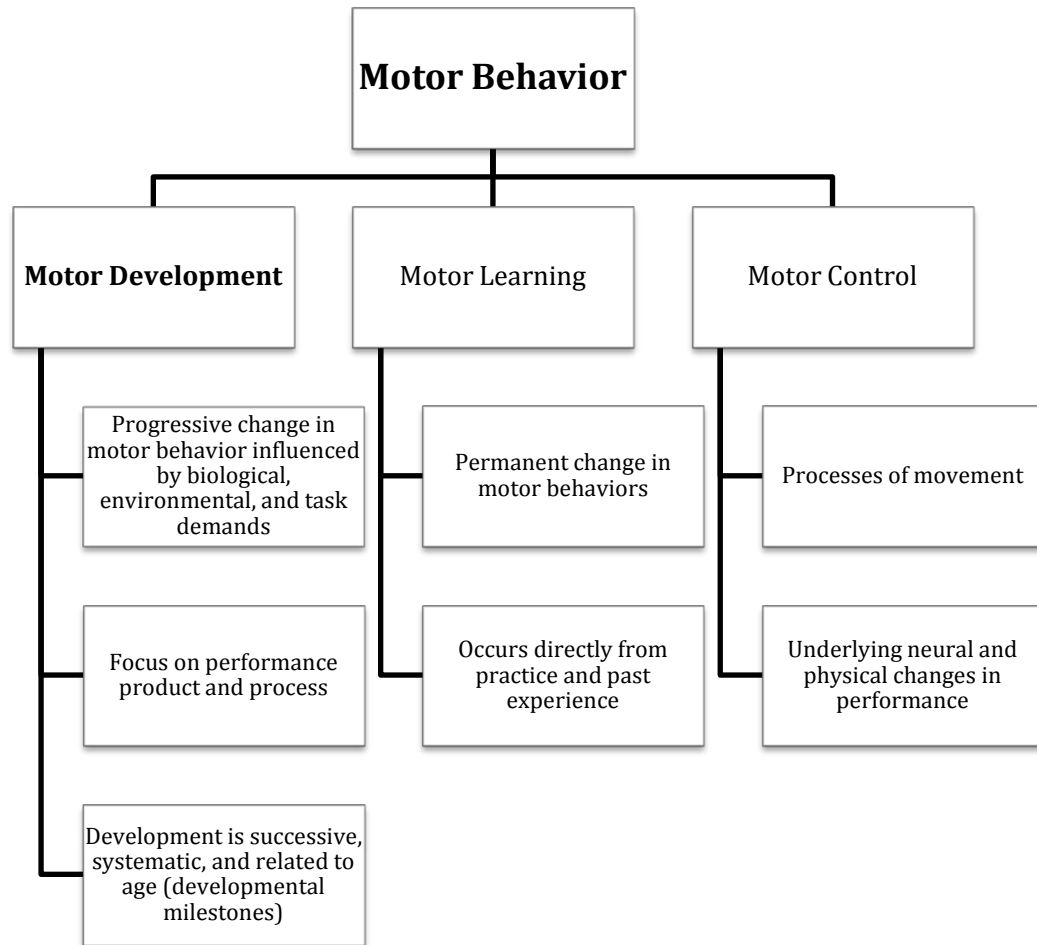 Motor Behavior
Motor Development
Motor Learning
Motor Control
Progressive change in
motor behavior influenced
by biological,
environmental, and task
demands
Permanent change in
motor behaviors
Processes of movement
Focus on performance
product and process
Occurs directly from
practice and past
experience
Underlying neural and
physical changes in
performance
Development is successive,
systematic, and related to
age (developmental
milestones)